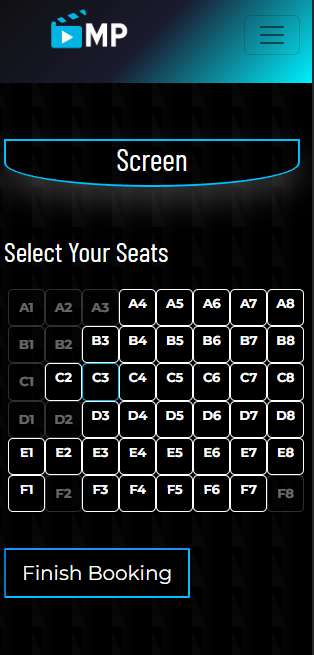 MP
Screen
Select Your Seats
A1 A2 A3 A4 A5 A6 A7 A8
B1 B2 B3 B4 B5 B6 B7 B8
C1 C2 C3 C4 C5 C6 C7 C8
D1 D2 D3 D4 D5 D6 D7 D8
E1 E2 E3 E4 E5 E6 E7 E8
F1 F2 F3 F4 F5 F6 F7 F8
Finish Booking